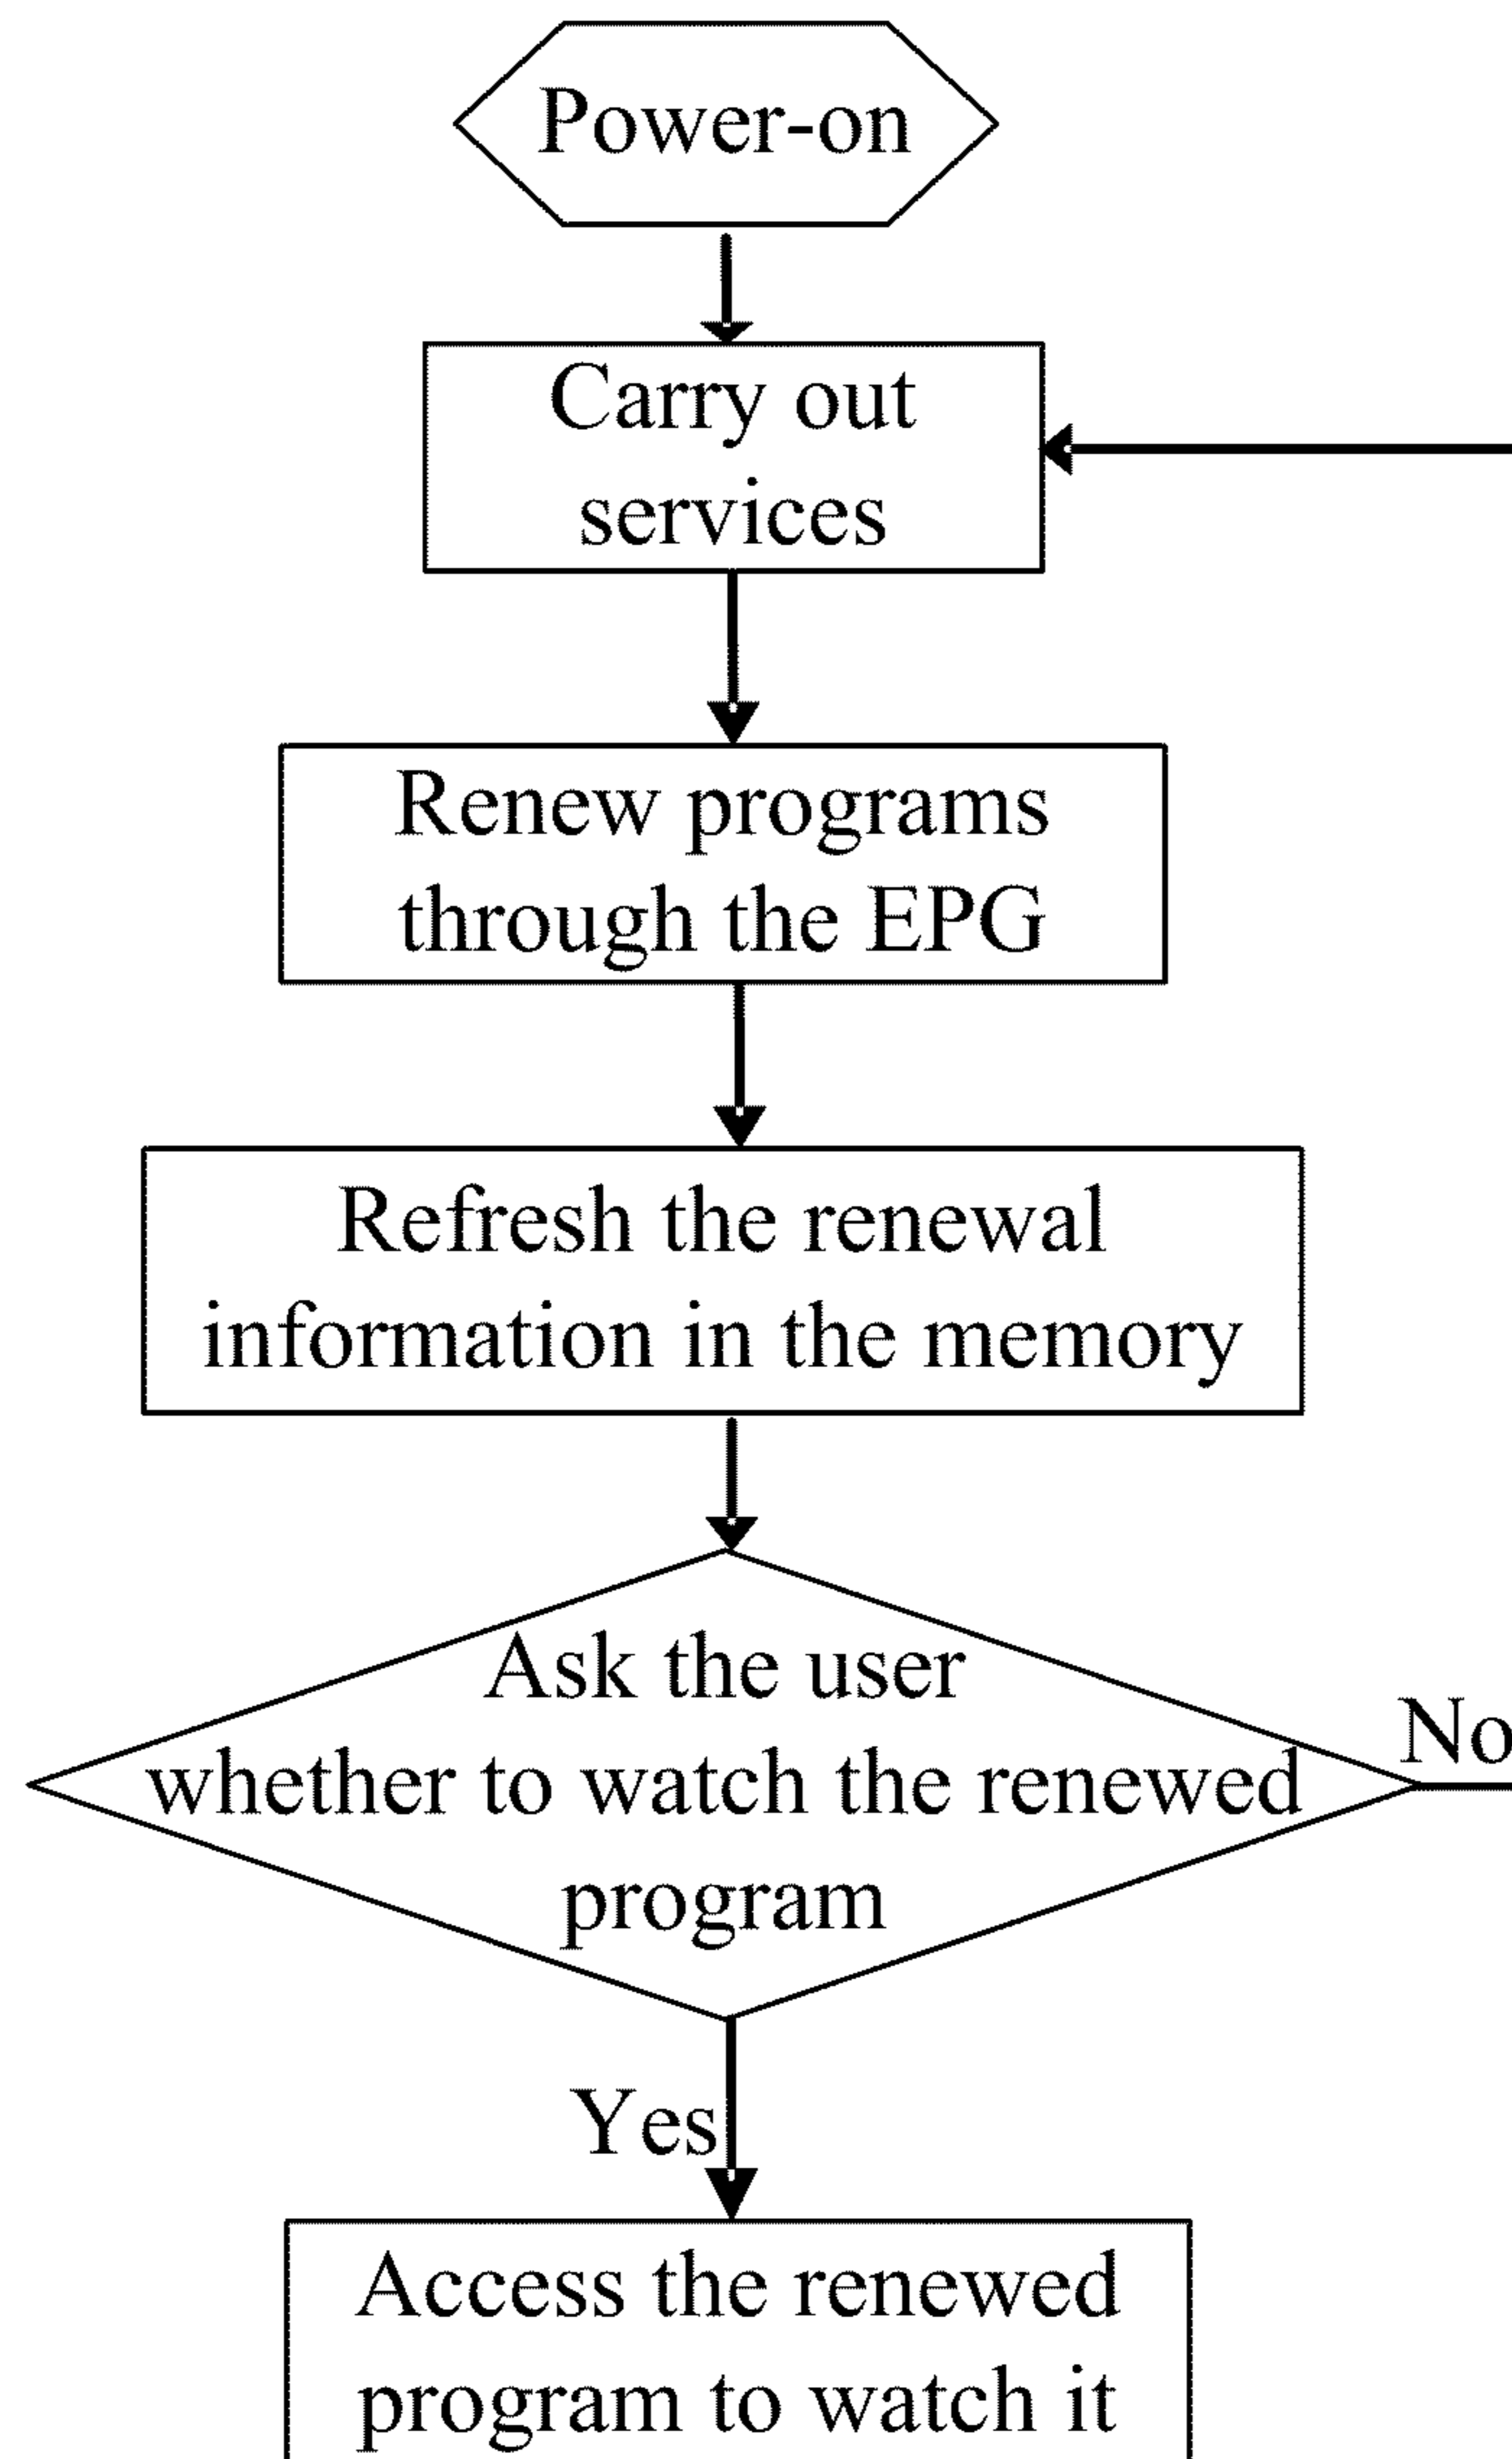 Power-on
Carry out
services
Renew programs
through the EPG
Refresh the renewal
information in the memory
Ask the user
whether to watch the renewed
program
No
Yes
Access the renewed
program to watch it